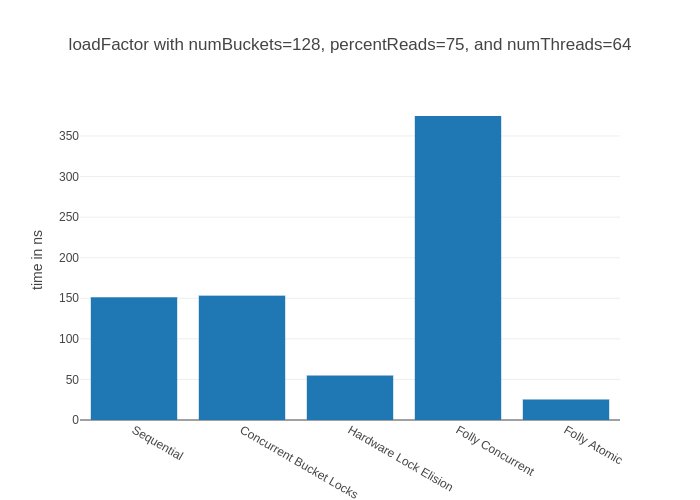 loadFactor with numBuckets=128, percentReads=75, and numThreads=64
time in ns
350
300
250
200
150
100
50
0
Sequential
Concurrent Bucket Locks
Hardware Lock Elision
Folly Concurrent
Folly Atomic